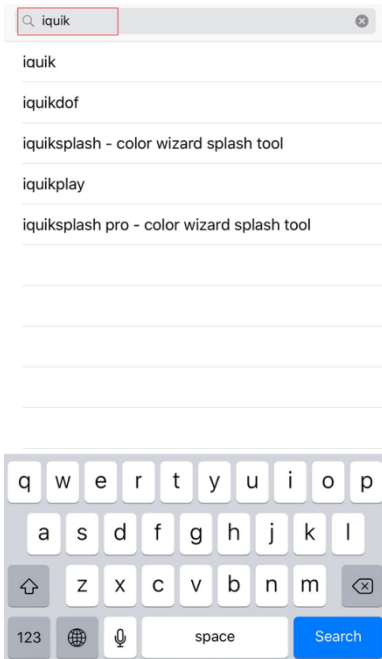 iquik
iquik
iquikdof
iquiksplash - color wizard splash tool
iquikplay
iquiksplash pro - color wizard splash tool
q w e r t y u i o p
a s d f g h j k l
z x c v b n m
123 space Search